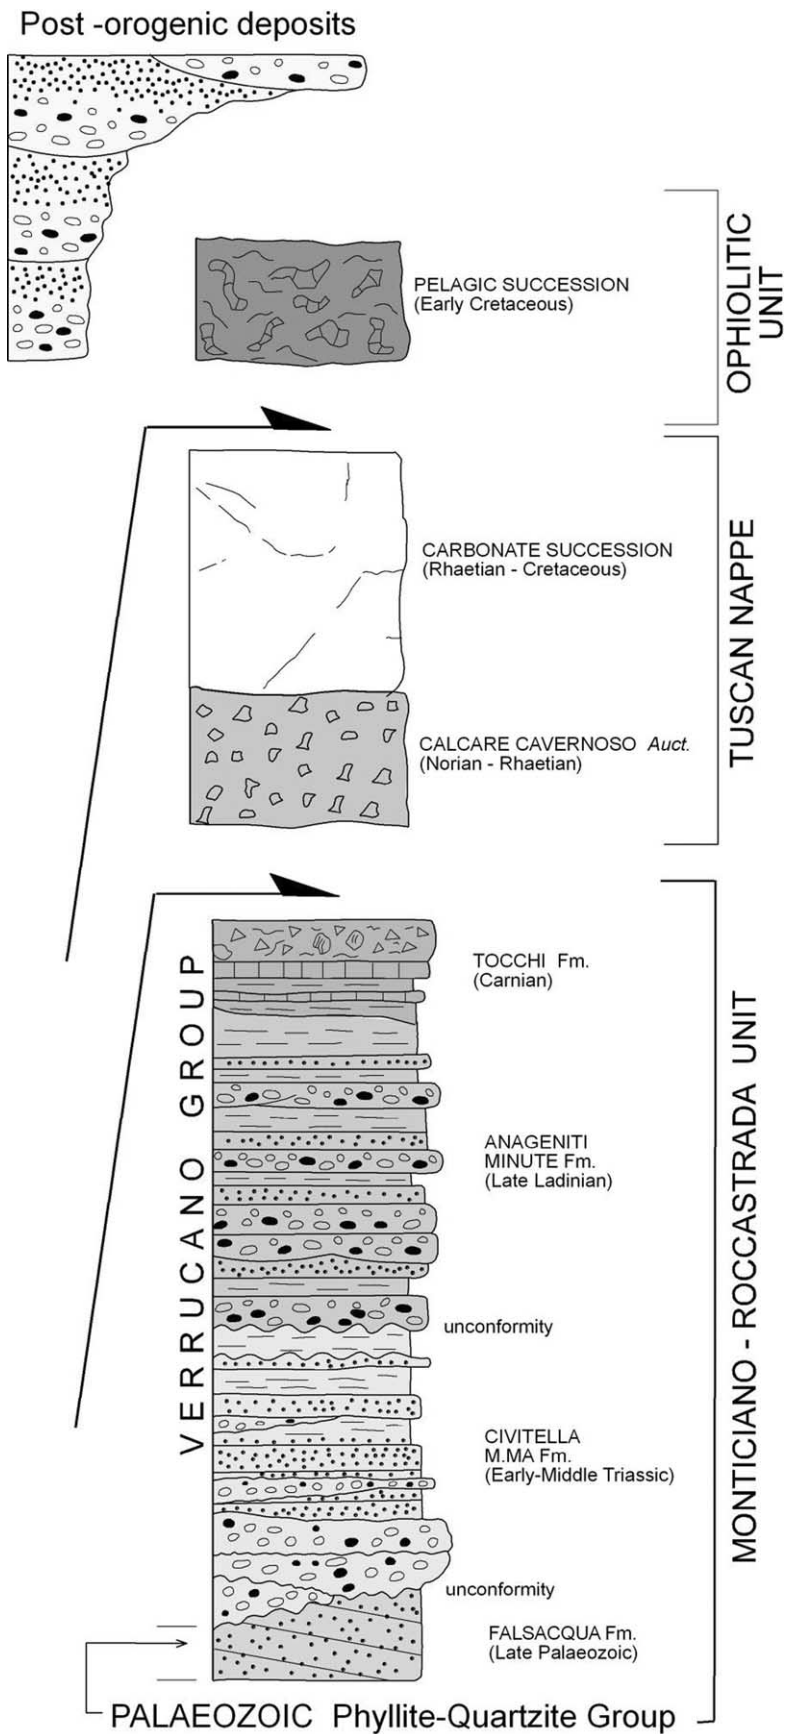 Post -orogenic deposits
PELAGIC SUCCESSION
(Early Cretaceous)
OPHIOLITIC
UNIT
CARBONATE SUCCESSION
(Rhaetian - Cretaceous)
CALCARE CAVERNOSO Auct.
(Norian - Rhaetian)
TUSCAN NAPPE
VERRUCANO GROUP
TOCCHI Fm.
(Carnian)
ANAGENITI
MINUTE Fm.
(Late Ladinian)
unconformity
CIVITELLA
M.MA Fm.
(Early-Middle Triassic)
unconformity
FALSACQUA Fm.
(Late Palaeozoic)
MONTICIANO - ROCCASTRADA UNIT
PALAEOZOIC Phyllite-Quartzite Group